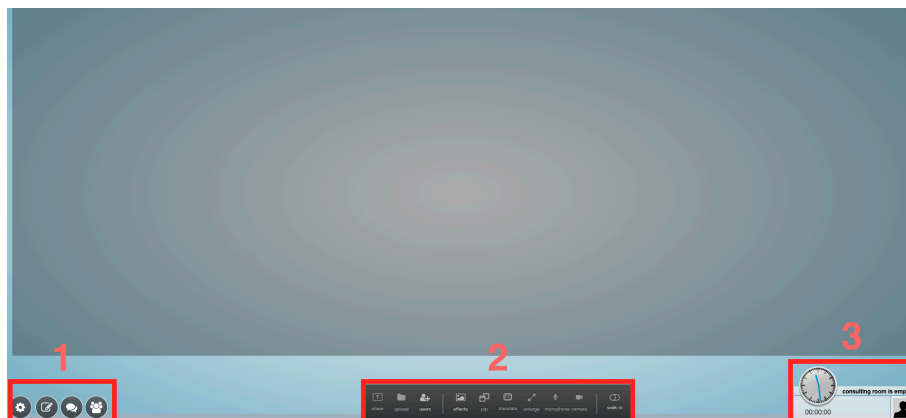 1
2
3
share upload users effects pip translate enlarge microphone camera walk-in
consulting room is emp
00:00:00